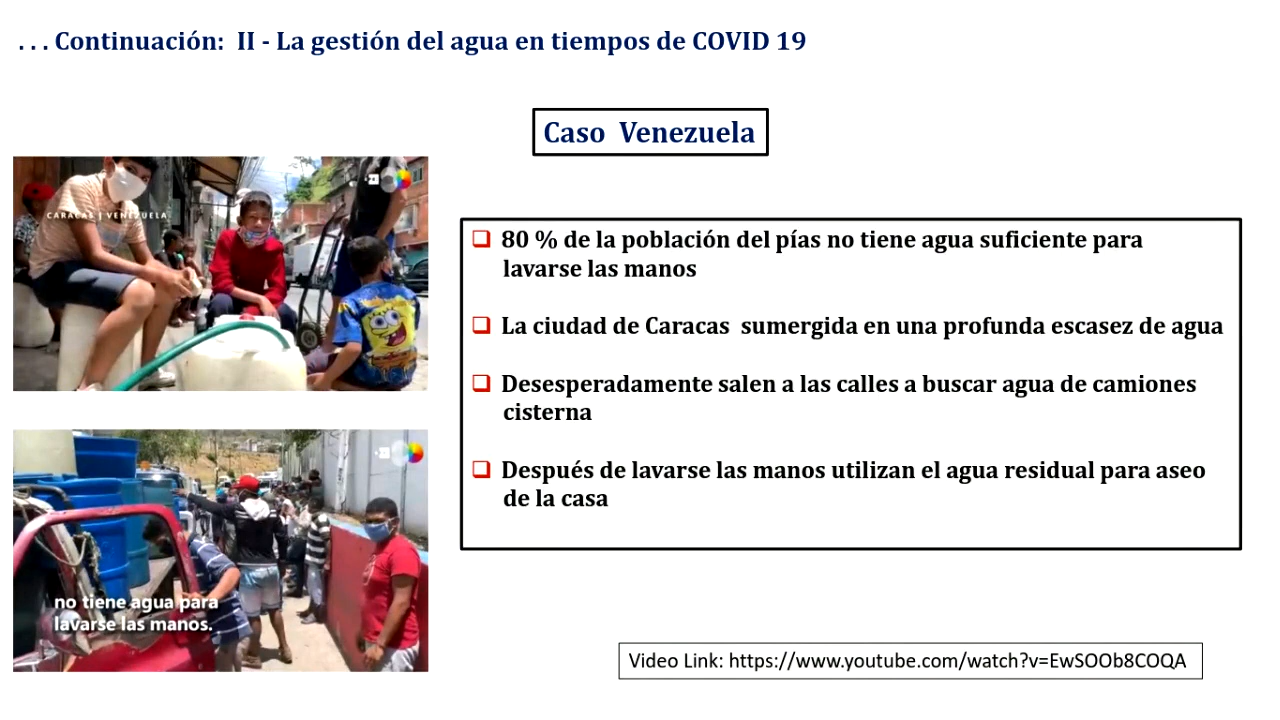 . . . Continuación: II - La gestión del agua en tiempos de COVID 19
Caso Venezuela
CARACAS | VENEZUELA
❑ 80 % de la población del pías no tiene agua suficiente para
lavarse las manos
❑ La ciudad de Caracas sumergida en una profunda escasez de agua
❑ Desesperadamente salen a las calles a buscar agua de camiones
cisterna
❑ Después de lavarse las manos utilizan el agua residual para aseo
de la casa
no tiene agua para
lavarse las manos.
Video Link: https://www.youtube.com/watch?v=EwSOOb8COQA